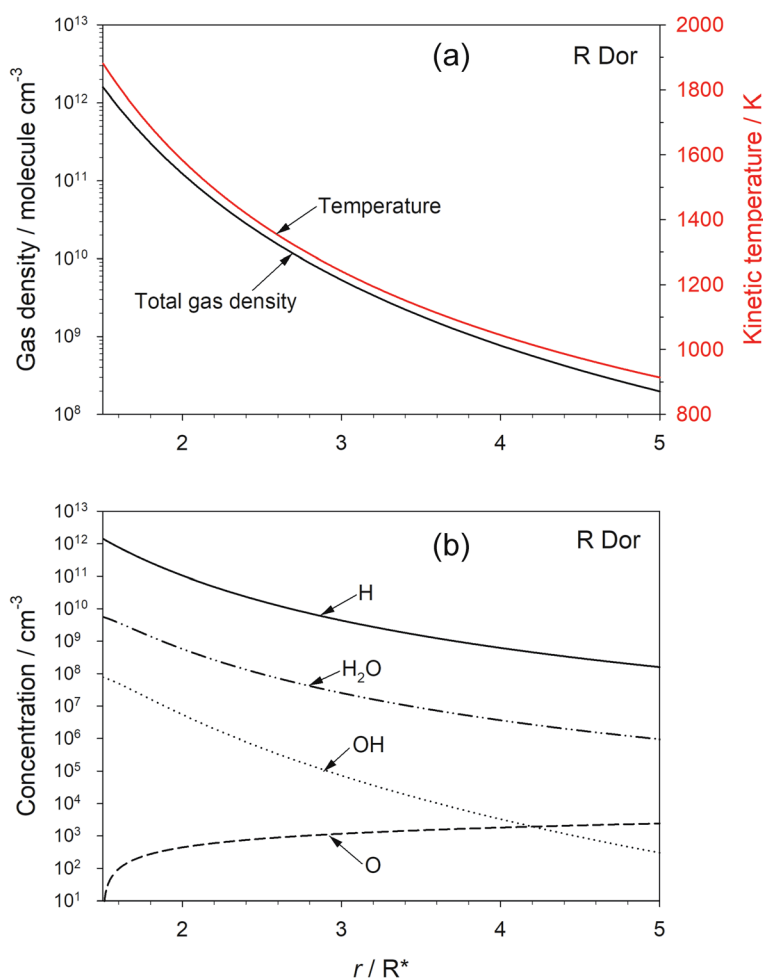 (a)
R Dor
Gas density / molecule cm⁻³
10¹³
10¹²
10¹¹
10¹⁰
10⁹
10⁸
Temperature
Total gas density
2000
1800
1600
1400
1200
1000
800
Kinetic temperature / K
2
3
4
5
(b)
R Dor
Concentration / cm⁻³
10¹³
10¹²
10¹¹
10¹⁰
10⁹
10⁸
10⁷
10⁶
10⁵
10⁴
10³
10²
10¹
H
H₂O
OH
O
2
3
4
5
r / R*